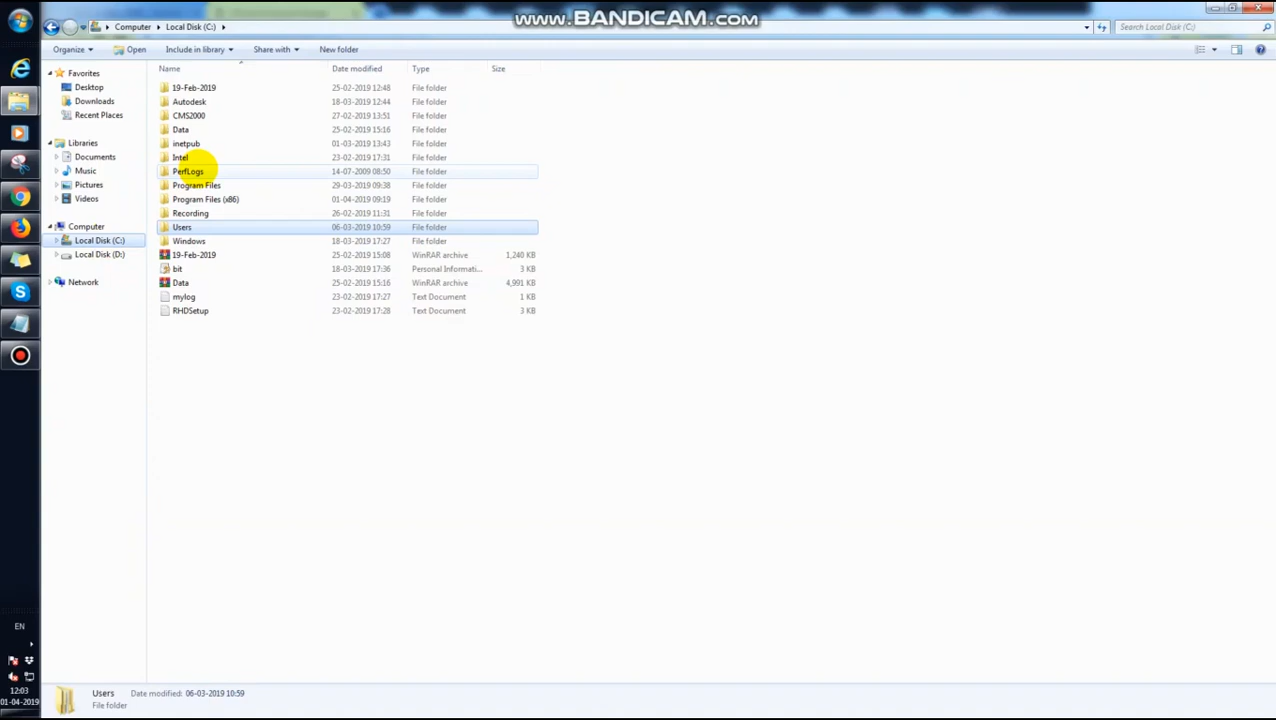 www.BANDICAM.com
Computer Local Disk (C:)
Search Local Disk (C:)
Organize Open Include in library Share with New folder
Favorites
Desktop
Downloads
Recent Places
Libraries
Documents
Music
Pictures
Videos
Computer
Local Disk (C:)
Local Disk (D:)
Network
Name Date modified Type Size
19-Feb-2019 25-02-2019 12:48 File folder
Autodesk 18-03-2019 12:44 File folder
CMS2000 27-02-2019 13:51 File folder
Data 25-02-2019 15:16 File folder
inetpub 01-03-2019 13:43 File folder
Intel 23-02-2019 17:31 File folder
PerfLogs 14-07-2009 08:50 File folder
Program Files 29-03-2019 09:38 File folder
Program Files (x86) 01-04-2019 09:19 File folder
Recording 26-02-2019 11:31 File folder
Users 06-03-2019 10:59 File folder
Windows 18-03-2019 17:27 File folder
19-Feb-2019 25-02-2019 15:08 WinRAR archive 1,240 KB
bit 18-03-2019 17:36 Personal Informati... 3 KB
Data 25-02-2019 15:16 WinRAR archive 4,991 KB
mylog 23-02-2019 17:27 Text Document 1 KB
RHDSetup 23-02-2019 17:28 Text Document 3 KB
EN
12:03
01-04-2019
Users Date modified: 06-03-2019 10:59
File folder